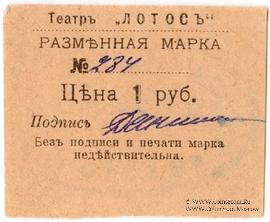 Театръ „ЛОТОСЪ"
РАЗМѢННАЯ МАРКА
№ 284
Цѣна 1 руб.
Подпись
Безъ подписи и печати марка
недѣйствительна.